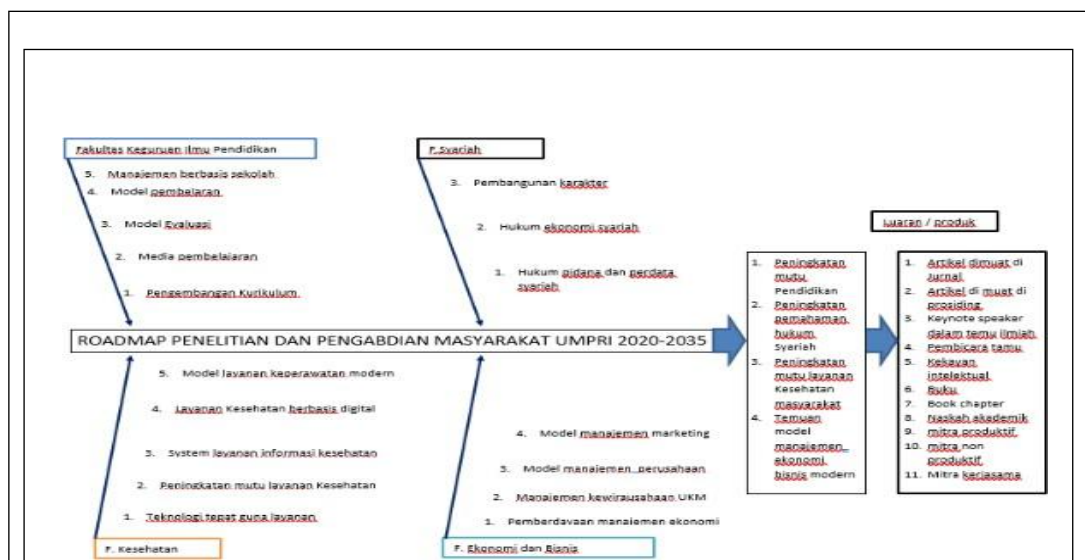 Fakultas Keguruan Ilmu Pendidikan
5. Manajemen berbasis sekolah
4. Model pembelaran
3. Model Evaluasi
2. Media pembelajaran
1. Pengembangan Kurikulum
F.Syariah
3. Pembangunan karakter
2. Hukum ekonomi syariah
1. Hukum pidana dan perdata
syariah
ROADMAP PENELITIAN DAN PENGABDIAN MASYARAKAT UMPRI 2020-2035
5. Model layanan keperawatan modern
4. Layanan Kesehatan berbasis digital
3. System layanan informasi kesehatan
2. Peningkatan mutu layanan Kesehatan
1. Teknologi tepat guna layanan
F. Kesehatan
4. Model manajemen marketing
3. Model manajemen perusahaan
2. Manajemen kewirausahaan UKM
1. Pemberdayaan manajemen ekonomi
F. Ekonomi dan Bisnis
1. Peningkatan
mutu
Pendidikan
2. Peningkatan
pemahaman
hukum
Syariah
3. Peningkatan
mutu layanan
Kesehatan
masyarakat
4. Temuan
model
manajemen
ekonomi
bisnis modern
Luaran / produk
1. Artikel dimuat di
Jurnal
2. Artikel di muat di
prosiding
3. Keynote speaker
dalam temu ilmiah
4. Pembicara tamu
5. Kekayan
intelektual
6. Buku
7. Book chapter
8. Naskah akademik
9. mitra produktif
10. mitra non
produktif
11. Mitra kerjasama